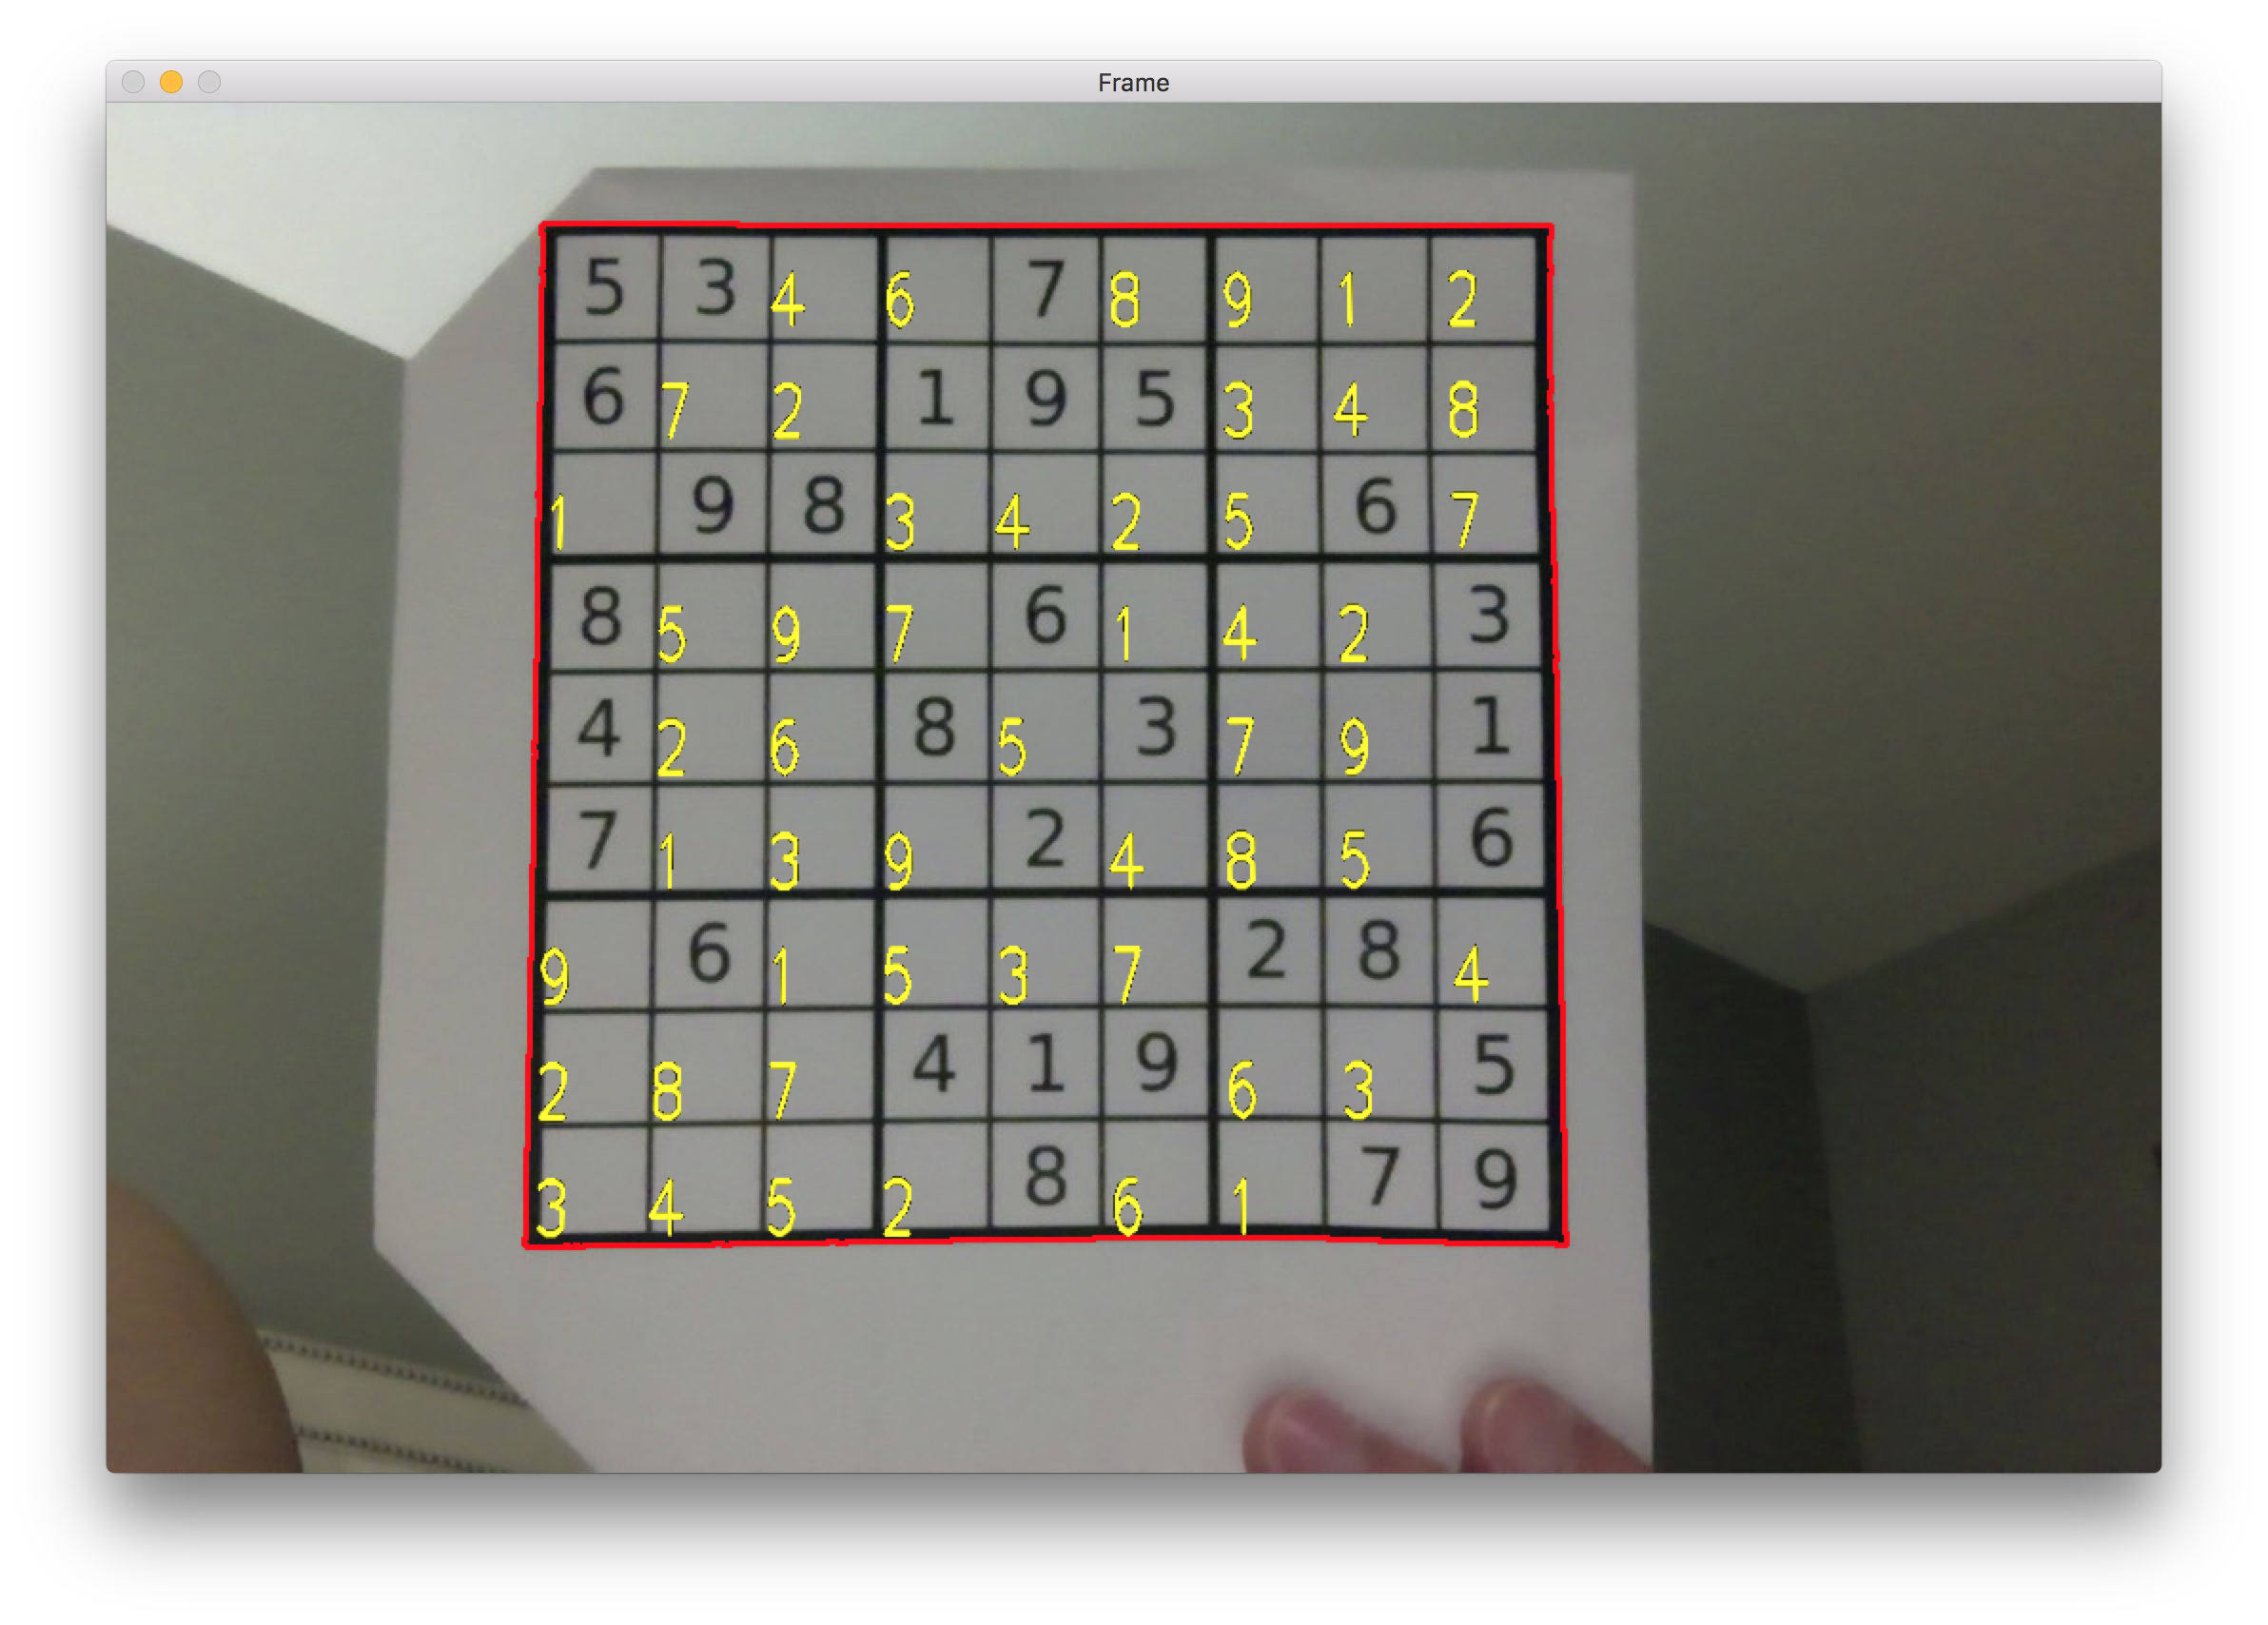 Frame
5 3 4 6 7 8 9 1 2
6 7 2 1 9 5 3 4 8
1 9 8 3 4 2 5 6 7
8 5 9 7 6 1 4 2 3
4 2 6 8 5 3 7 9 1
7 1 3 9 2 4 8 5 6
9 6 1 5 3 7 2 8 4
2 8 7 4 1 9 6 3 5
3 4 5 2 8 6 1 7 9